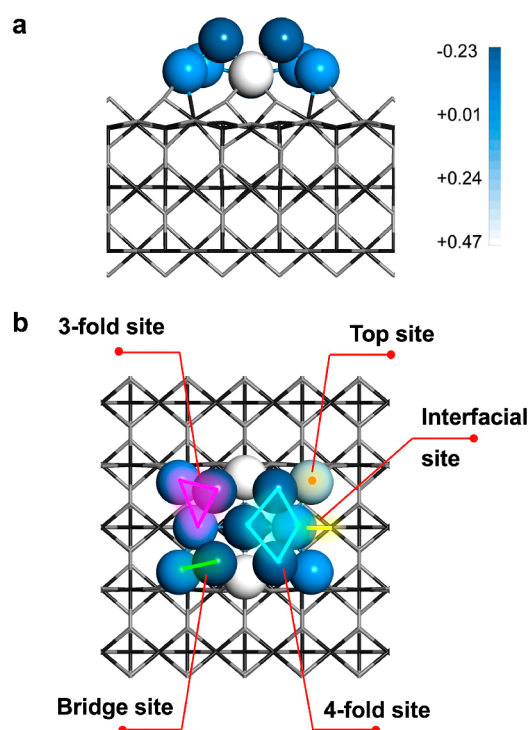 a
-0.23
+0.01
+0.24
+0.47
b
3-fold site
Top site
Interfacial
site
Bridge site
4-fold site